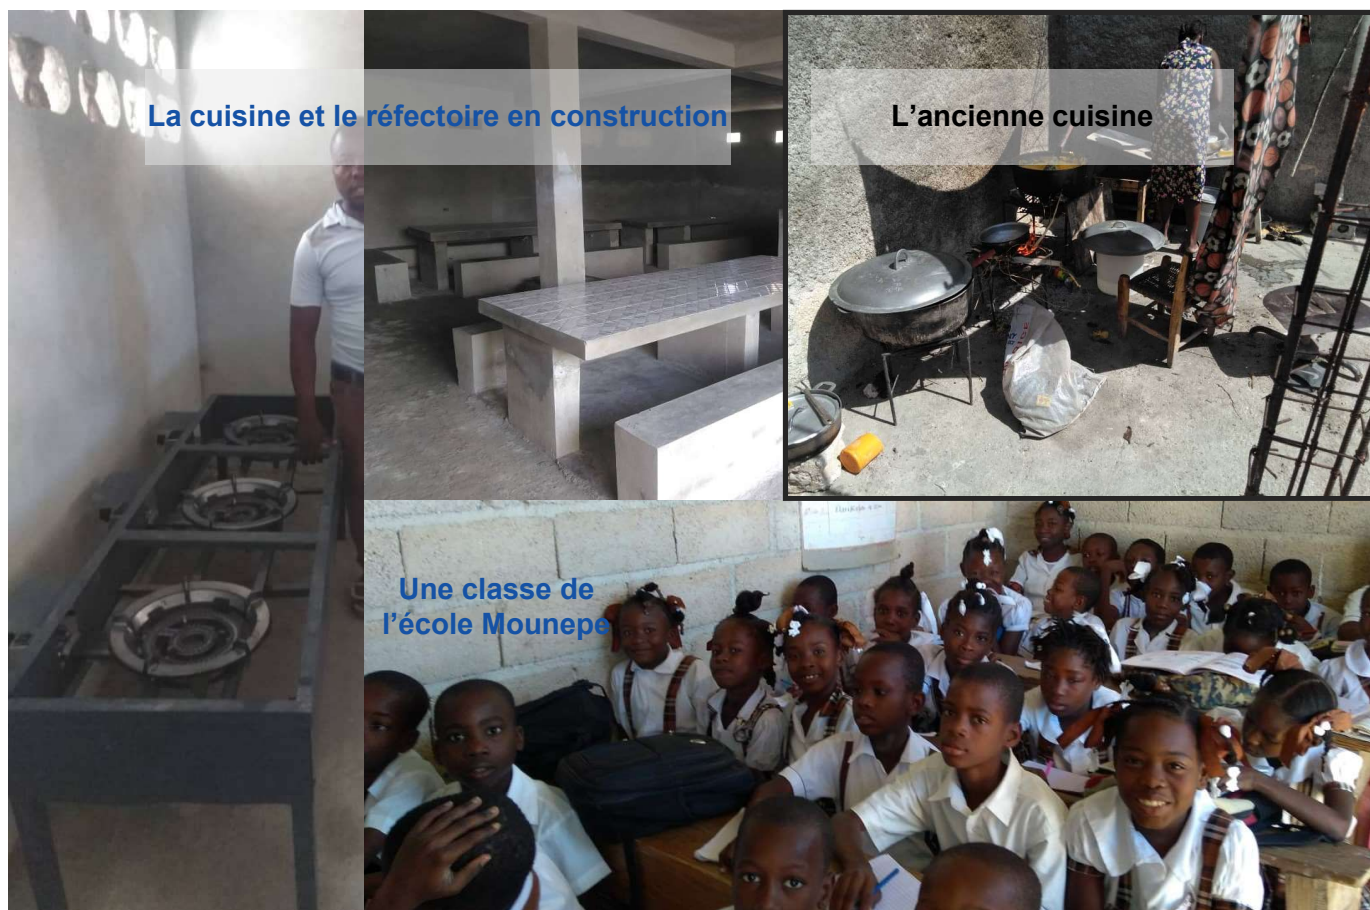 La cuisine et le réfectoire en construction
L'ancienne cuisine
Une classe de
l'école Mounepe